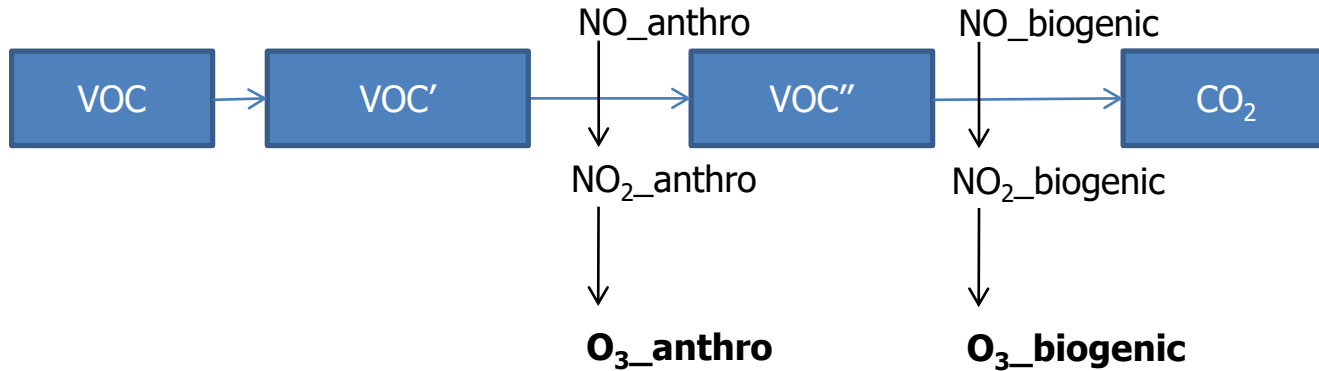 NO_anthro
NO_biogenic
VOC
VOC′
VOC″
CO₂
NO₂_anthro
NO₂_biogenic
O₃_anthro
O₃_biogenic